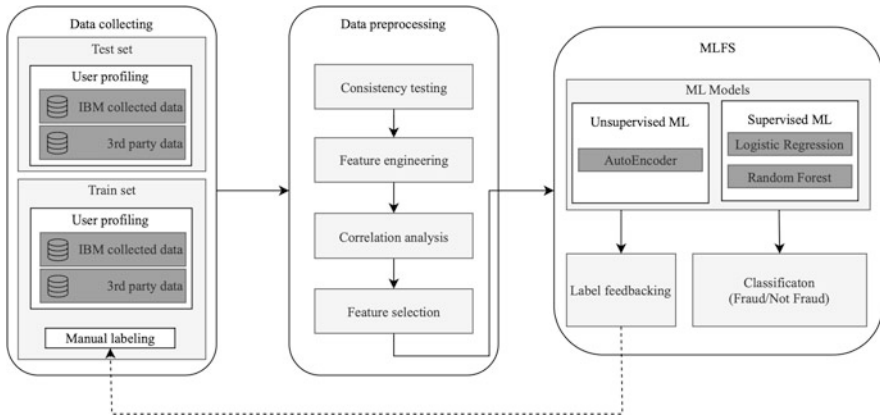 Data collecting
Test set
User profiling
IBM collected data
3rd party data
Train set
User profiling
IBM collected data
3rd party data
Manual labeling
Data preprocessing
Consistency testing
Feature engineering
Correlation analysis
Feature selection
MLFS
ML Models
Unsupervised ML
AutoEncoder
Supervised ML
Logistic Regression
Random Forest
Label feedbacking
Classificaton
(Fraud/Not Fraud)